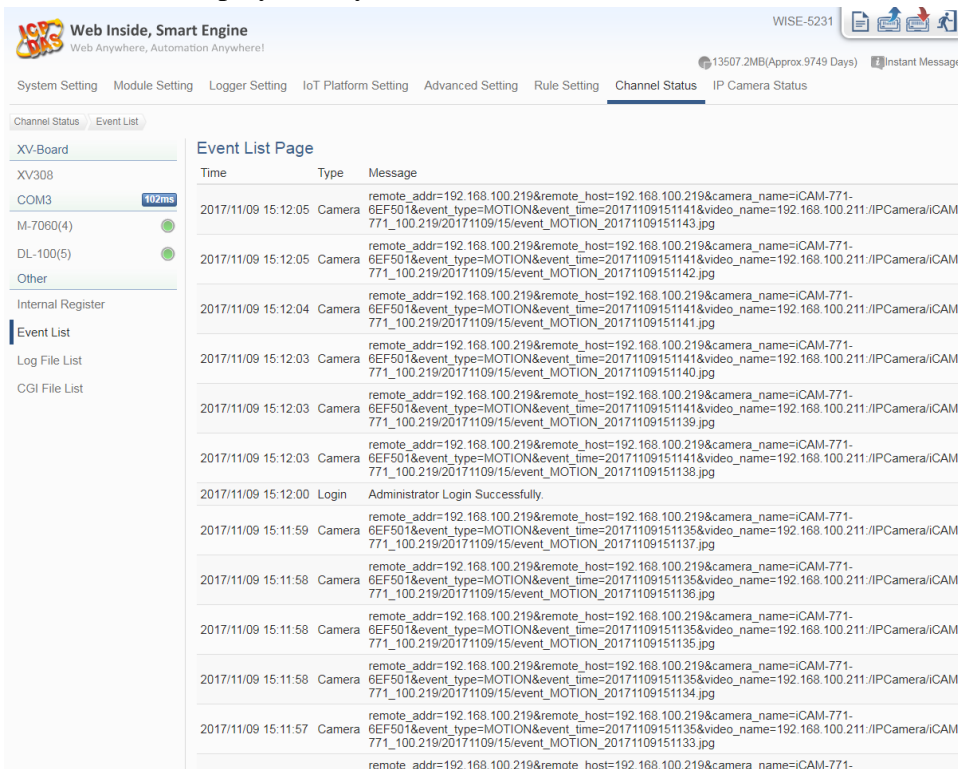 ICP DAS
Web Inside, Smart Engine
Web Anywhere, Automation Anywhere!
WISE-5231
13507.2MB(Approx.9749 Days) Instant Message
System Setting Module Setting Logger Setting IoT Platform Setting Advanced Setting Rule Setting Channel Status IP Camera Status
Channel Status Event List
XV-Board
XV308
COM3 102ms
M-7060(4)
DL-100(5)
Other
Internal Register
Event List
Log File List
CGI File List
Event List Page
Time Type Message
remote_addr=192.168.100.219&remote_host=192.168.100.219&camera_name=iCAM-771-
2017/11/09 15:12:05 Camera 6EF501&event_type=MOTION&event_time=20171109151141&video_name=192.168.100.211:/IPCamera/iCAM
771_100.219/20171109/15/event_MOTION_20171109151143.jpg
remote_addr=192.168.100.219&remote_host=192.168.100.219&camera_name=iCAM-771-
2017/11/09 15:12:05 Camera 6EF501&event_type=MOTION&event_time=20171109151141&video_name=192.168.100.211:/IPCamera/iCAM
771_100.219/20171109/15/event_MOTION_20171109151142.jpg
remote_addr=192.168.100.219&remote_host=192.168.100.219&camera_name=iCAM-771-
2017/11/09 15:12:04 Camera 6EF501&event_type=MOTION&event_time=20171109151141&video_name=192.168.100.211:/IPCamera/iCAM
771_100.219/20171109/15/event_MOTION_20171109151141.jpg
remote_addr=192.168.100.219&remote_host=192.168.100.219&camera_name=iCAM-771-
2017/11/09 15:12:03 Camera 6EF501&event_type=MOTION&event_time=20171109151141&video_name=192.168.100.211:/IPCamera/iCAM
771_100.219/20171109/15/event_MOTION_20171109151140.jpg
remote_addr=192.168.100.219&remote_host=192.168.100.219&camera_name=iCAM-771-
2017/11/09 15:12:03 Camera 6EF501&event_type=MOTION&event_time=20171109151141&video_name=192.168.100.211:/IPCamera/iCAM
771_100.219/20171109/15/event_MOTION_20171109151139.jpg
remote_addr=192.168.100.219&remote_host=192.168.100.219&camera_name=iCAM-771-
2017/11/09 15:12:03 Camera 6EF501&event_type=MOTION&event_time=20171109151141&video_name=192.168.100.211:/IPCamera/iCAM
771_100.219/20171109/15/event_MOTION_20171109151138.jpg
2017/11/09 15:12:00 Login Administrator Login Successfully.
remote_addr=192.168.100.219&remote_host=192.168.100.219&camera_name=iCAM-771-
2017/11/09 15:11:59 Camera 6EF501&event_type=MOTION&event_time=20171109151135&video_name=192.168.100.211:/IPCamera/iCAM
771_100.219/20171109/15/event_MOTION_20171109151137.jpg
remote_addr=192.168.100.219&remote_host=192.168.100.219&camera_name=iCAM-771-
2017/11/09 15:11:58 Camera 6EF501&event_type=MOTION&event_time=20171109151135&video_name=192.168.100.211:/IPCamera/iCAM
771_100.219/20171109/15/event_MOTION_20171109151136.jpg
remote_addr=192.168.100.219&remote_host=192.168.100.219&camera_name=iCAM-771-
2017/11/09 15:11:58 Camera 6EF501&event_type=MOTION&event_time=20171109151135&video_name=192.168.100.211:/IPCamera/iCAM
771_100.219/20171109/15/event_MOTION_20171109151135.jpg
remote_addr=192.168.100.219&remote_host=192.168.100.219&camera_name=iCAM-771-
2017/11/09 15:11:58 Camera 6EF501&event_type=MOTION&event_time=20171109151135&video_name=192.168.100.211:/IPCamera/iCAM
771_100.219/20171109/15/event_MOTION_20171109151134.jpg
remote_addr=192.168.100.219&remote_host=192.168.100.219&camera_name=iCAM-771-
2017/11/09 15:11:57 Camera 6EF501&event_type=MOTION&event_time=20171109151135&video_name=192.168.100.211:/IPCamera/iCAM
771_100.219/20171109/15/event_MOTION_20171109151133.jpg
remote_addr=192.168.100.219&remote_host=192.168.100.219&camera_name=iCAM-771-